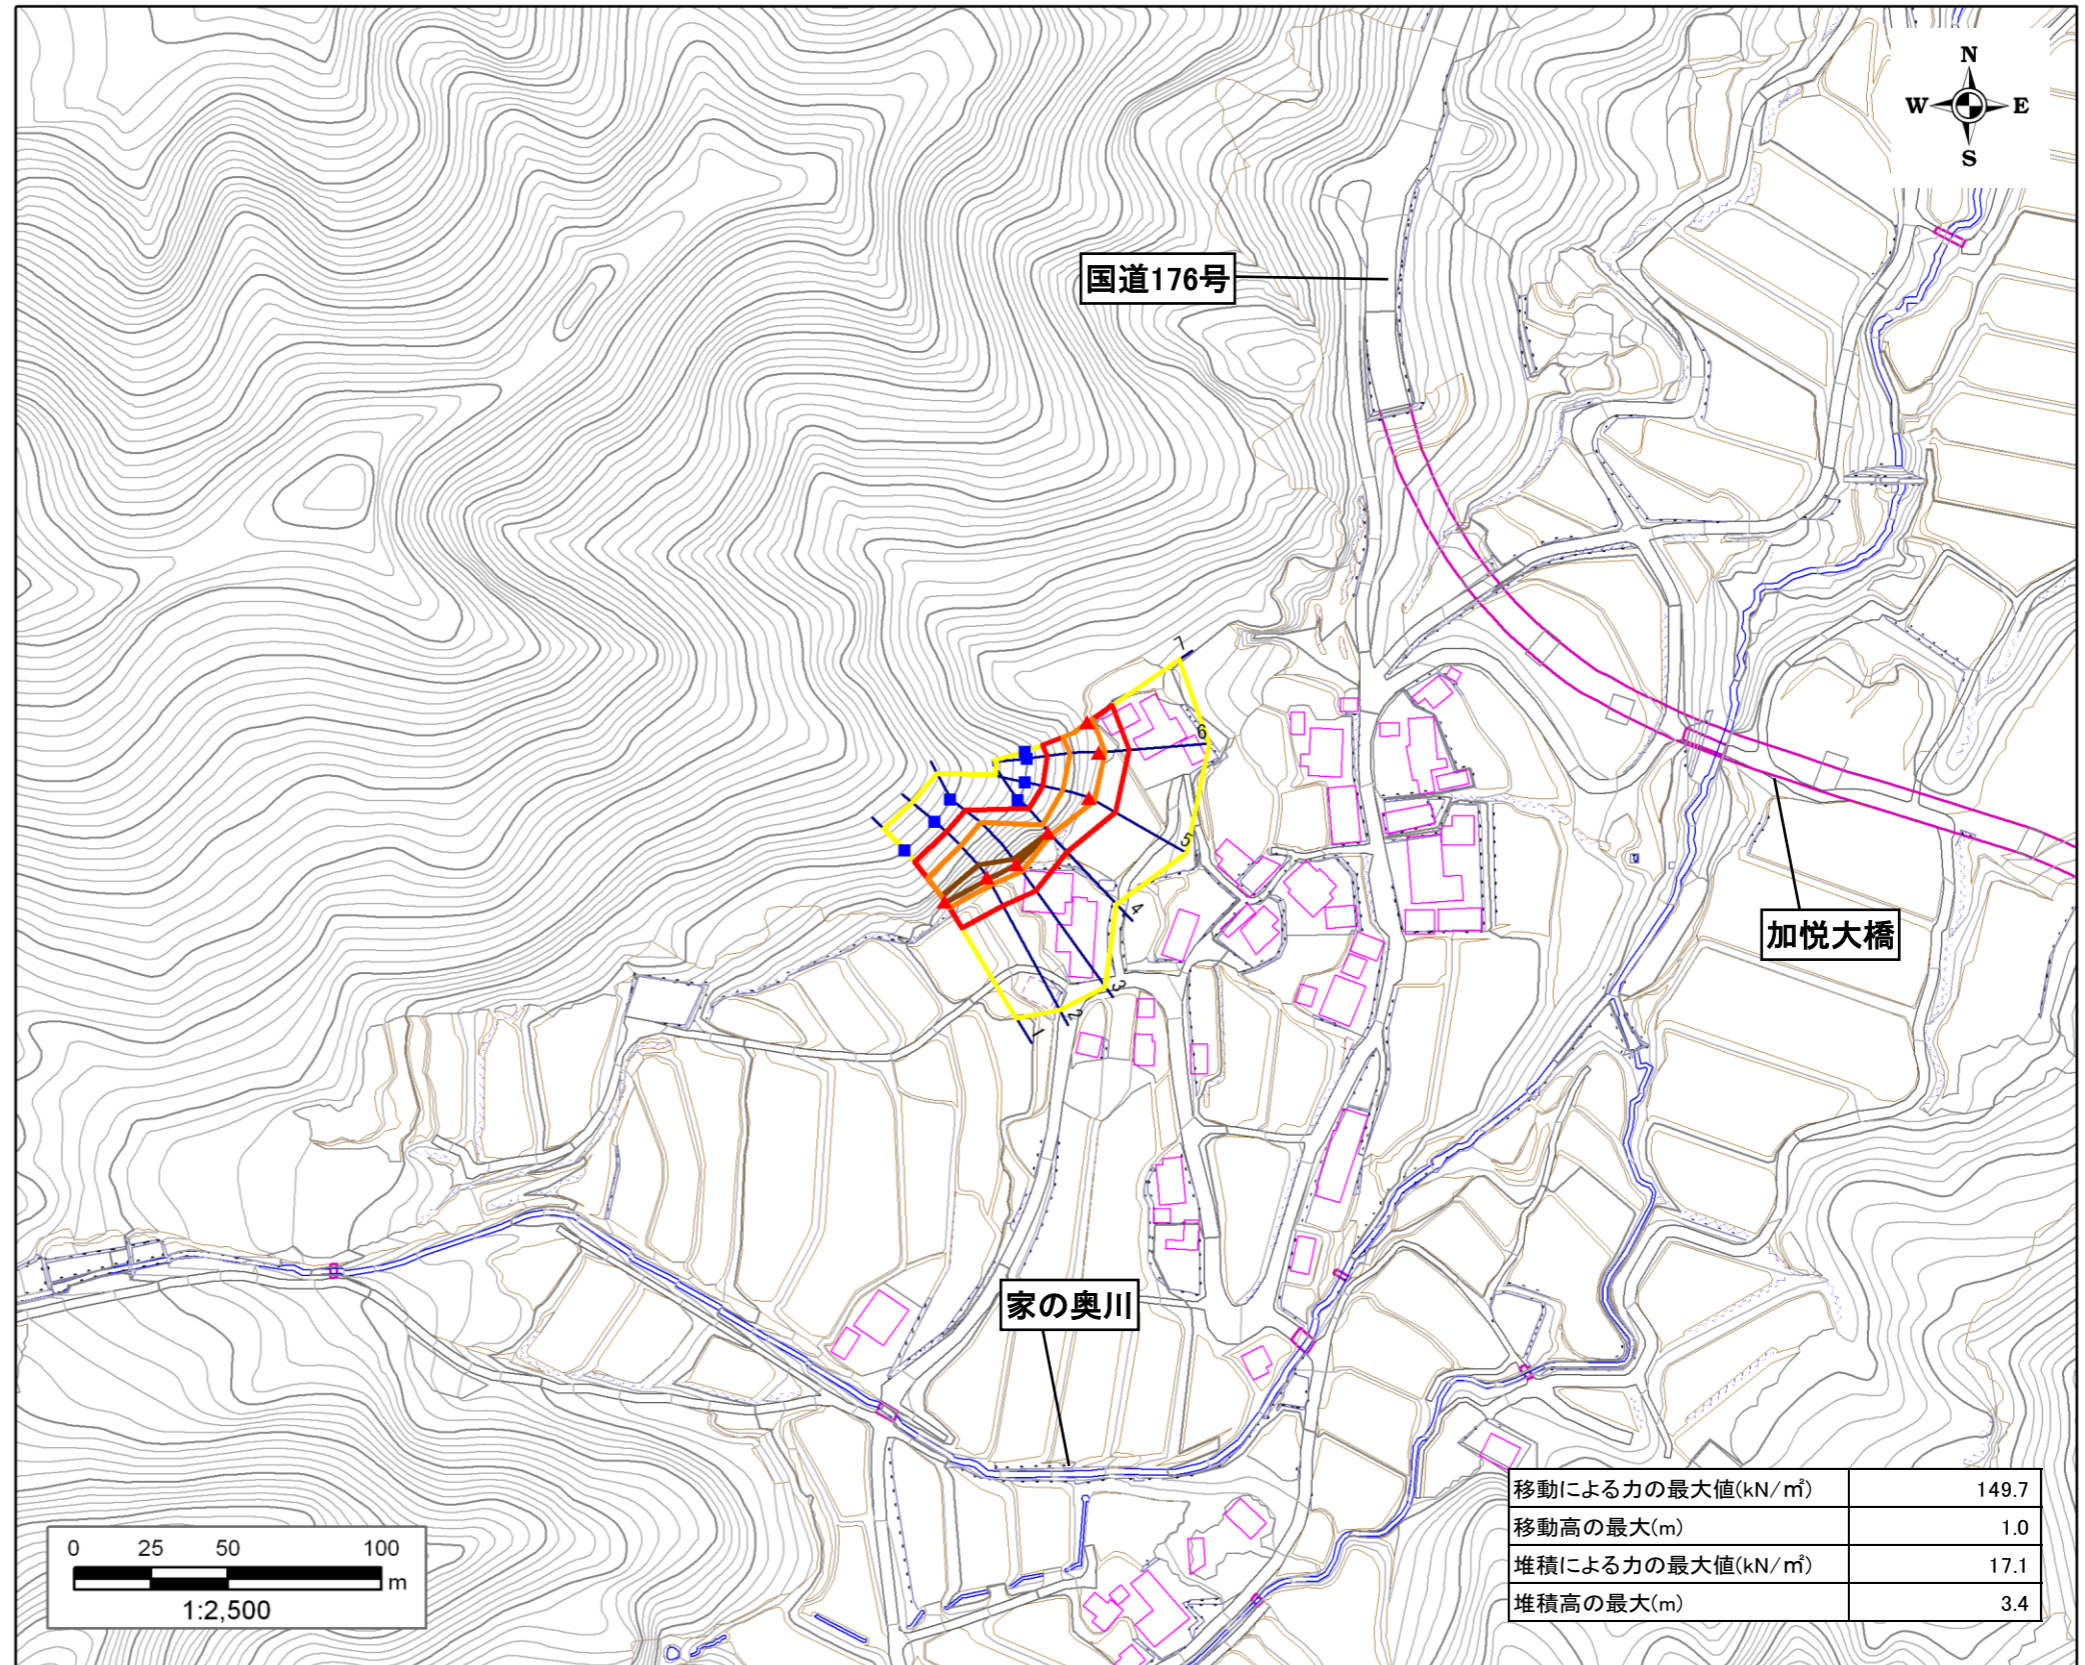 N
W E
S
国道176号
7
6
5
4
3
2
1
加悦大橋
家の奥川
移動による力の最大値(kN/㎡) 149.7
移動高の最大(m) 1.0
堆積による力の最大値(kN/㎡) 17.1
堆積高の最大(m) 3.4
0 25 50 100
m
1:2,500